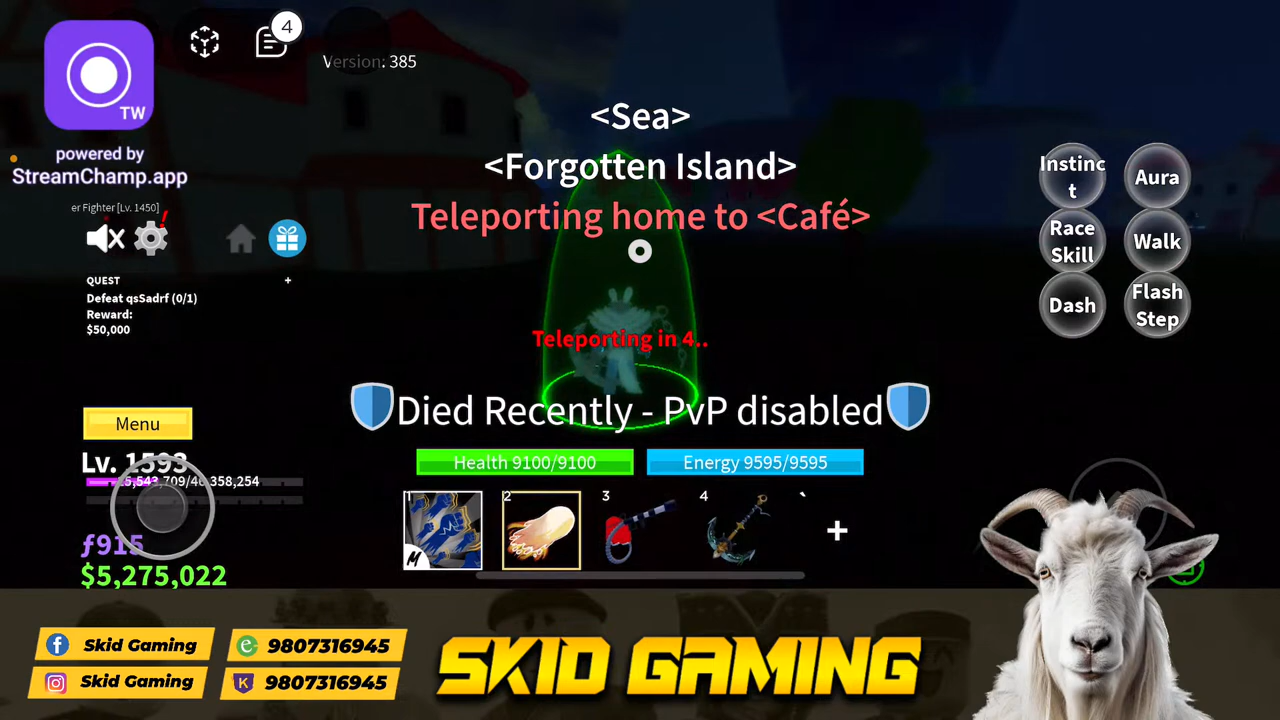 4
Version: 385
TW
powered by
StreamChamp.app
<Sea>
<Forgotten Island>
Teleporting home to <Café>
er Fighter [Lv. 1450]
QUEST
+
Defeat qsSadrf (0/1)
Reward:
$50,000
Instinc
t
Aura
Race
Skill
Walk
Dash
Flash
Step
Teleporting in 4..
Died Recently - PvP disabled
Menu
Health 9100/9100
Energy 9595/9595
Lv. 1593
1
2
3
4
+
M
ƒ915
$5,275,022
Skid Gaming
9807316945
Skid Gaming
K 9807316945
SKID GAMING